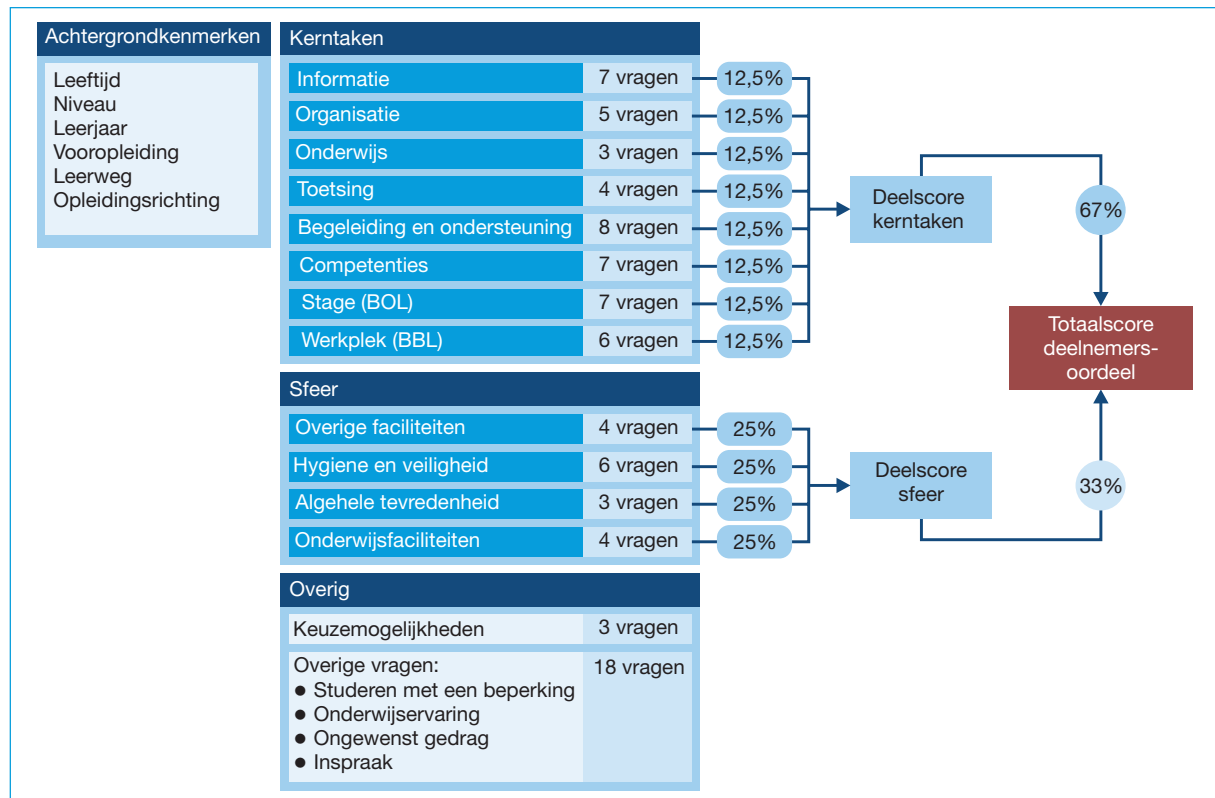 Achtergrondkenmerken
Leeftijd
Niveau
Leerjaar
Vooropleiding
Leerweg
Opleidingsrichting
Kerntaken
Informatie 7 vragen 12,5%
Organisatie 5 vragen 12,5%
Onderwijs 3 vragen 12,5%
Toetsing 4 vragen 12,5%
Begeleiding en ondersteuning 8 vragen 12,5%
Competenties 7 vragen 12,5%
Stage (BOL) 7 vragen 12,5%
Werkplek (BBL) 6 vragen 12,5%
Deelscore
kerntaken
67%
Totaalscore
deelnemers-
oordeel
Sfeer
Overige faciliteiten 4 vragen 25%
Hygiene en veiligheid 6 vragen 25%
Algehele tevredenheid 3 vragen 25%
Onderwijsfaciliteiten 4 vragen 25%
Deelscore
sfeer
33%
Overig
Keuzemogelijkheden 3 vragen
Overige vragen: 18 vragen
● Studeren met een beperking
● Onderwijservaring
● Ongewenst gedrag
● Inspraak